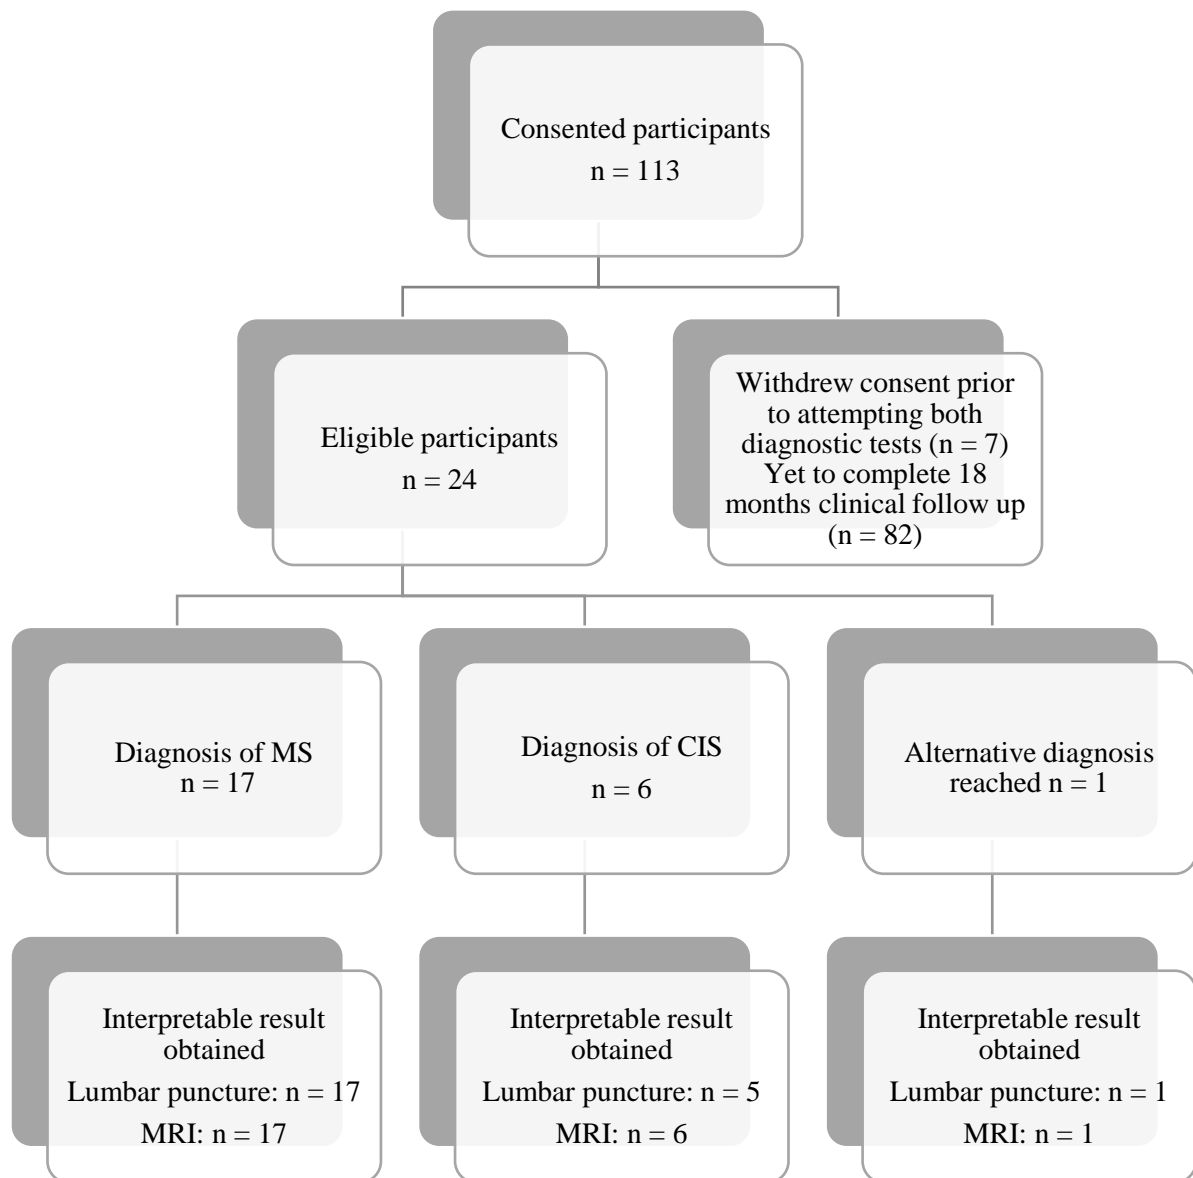 Consented participants
n = 113
Eligible participants
n = 24
Withdrew consent prior
to attempting both
diagnostic tests (n = 7)
Yet to complete 18
months clinical follow up
(n = 82)
Diagnosis of MS
n = 17
Diagnosis of CIS
n = 6
Alternative diagnosis
reached n = 1
Interpretable result
obtained
Lumbar puncture: n = 17
MRI: n = 17
Interpretable result
obtained
Lumbar puncture: n = 5
MRI: n = 6
Interpretable result
obtained
Lumbar puncture: n = 1
MRI: n = 1